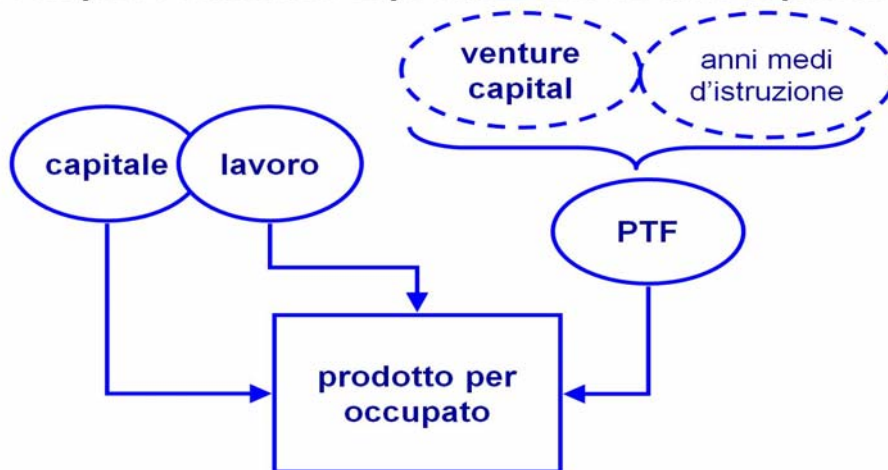 venture
capital
anni medi
d'istruzione
capitale
lavoro
PTF
prodotto per
occupato